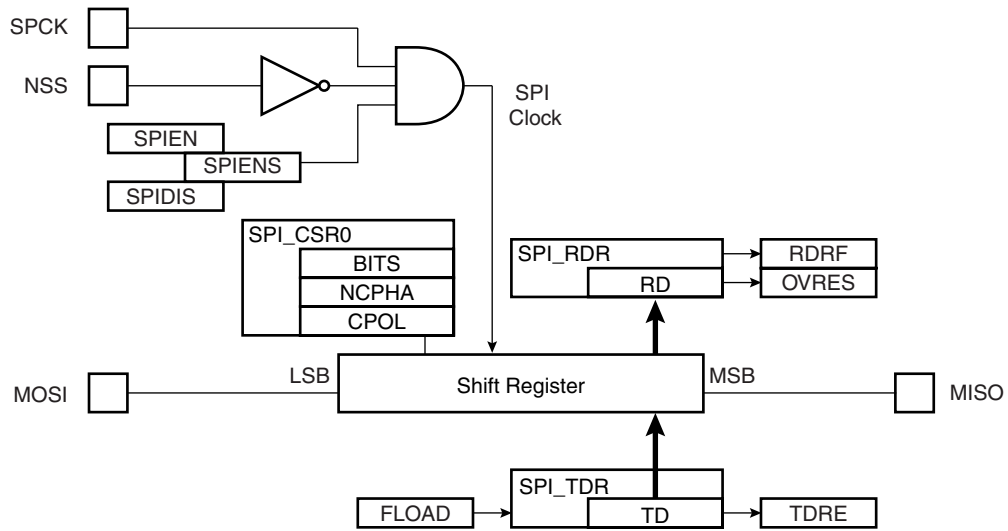 SPCK
NSS
SPI
Clock
SPIEN
SPIENS
SPIDIS
SPI_CSR0
BITS
NCPHA
CPOL
SPI_RDR
RD
RDRF
OVRES
MOSI
LSB
Shift Register
MSB
MISO
SPI_TDR
FLOAD
TD
TDRE